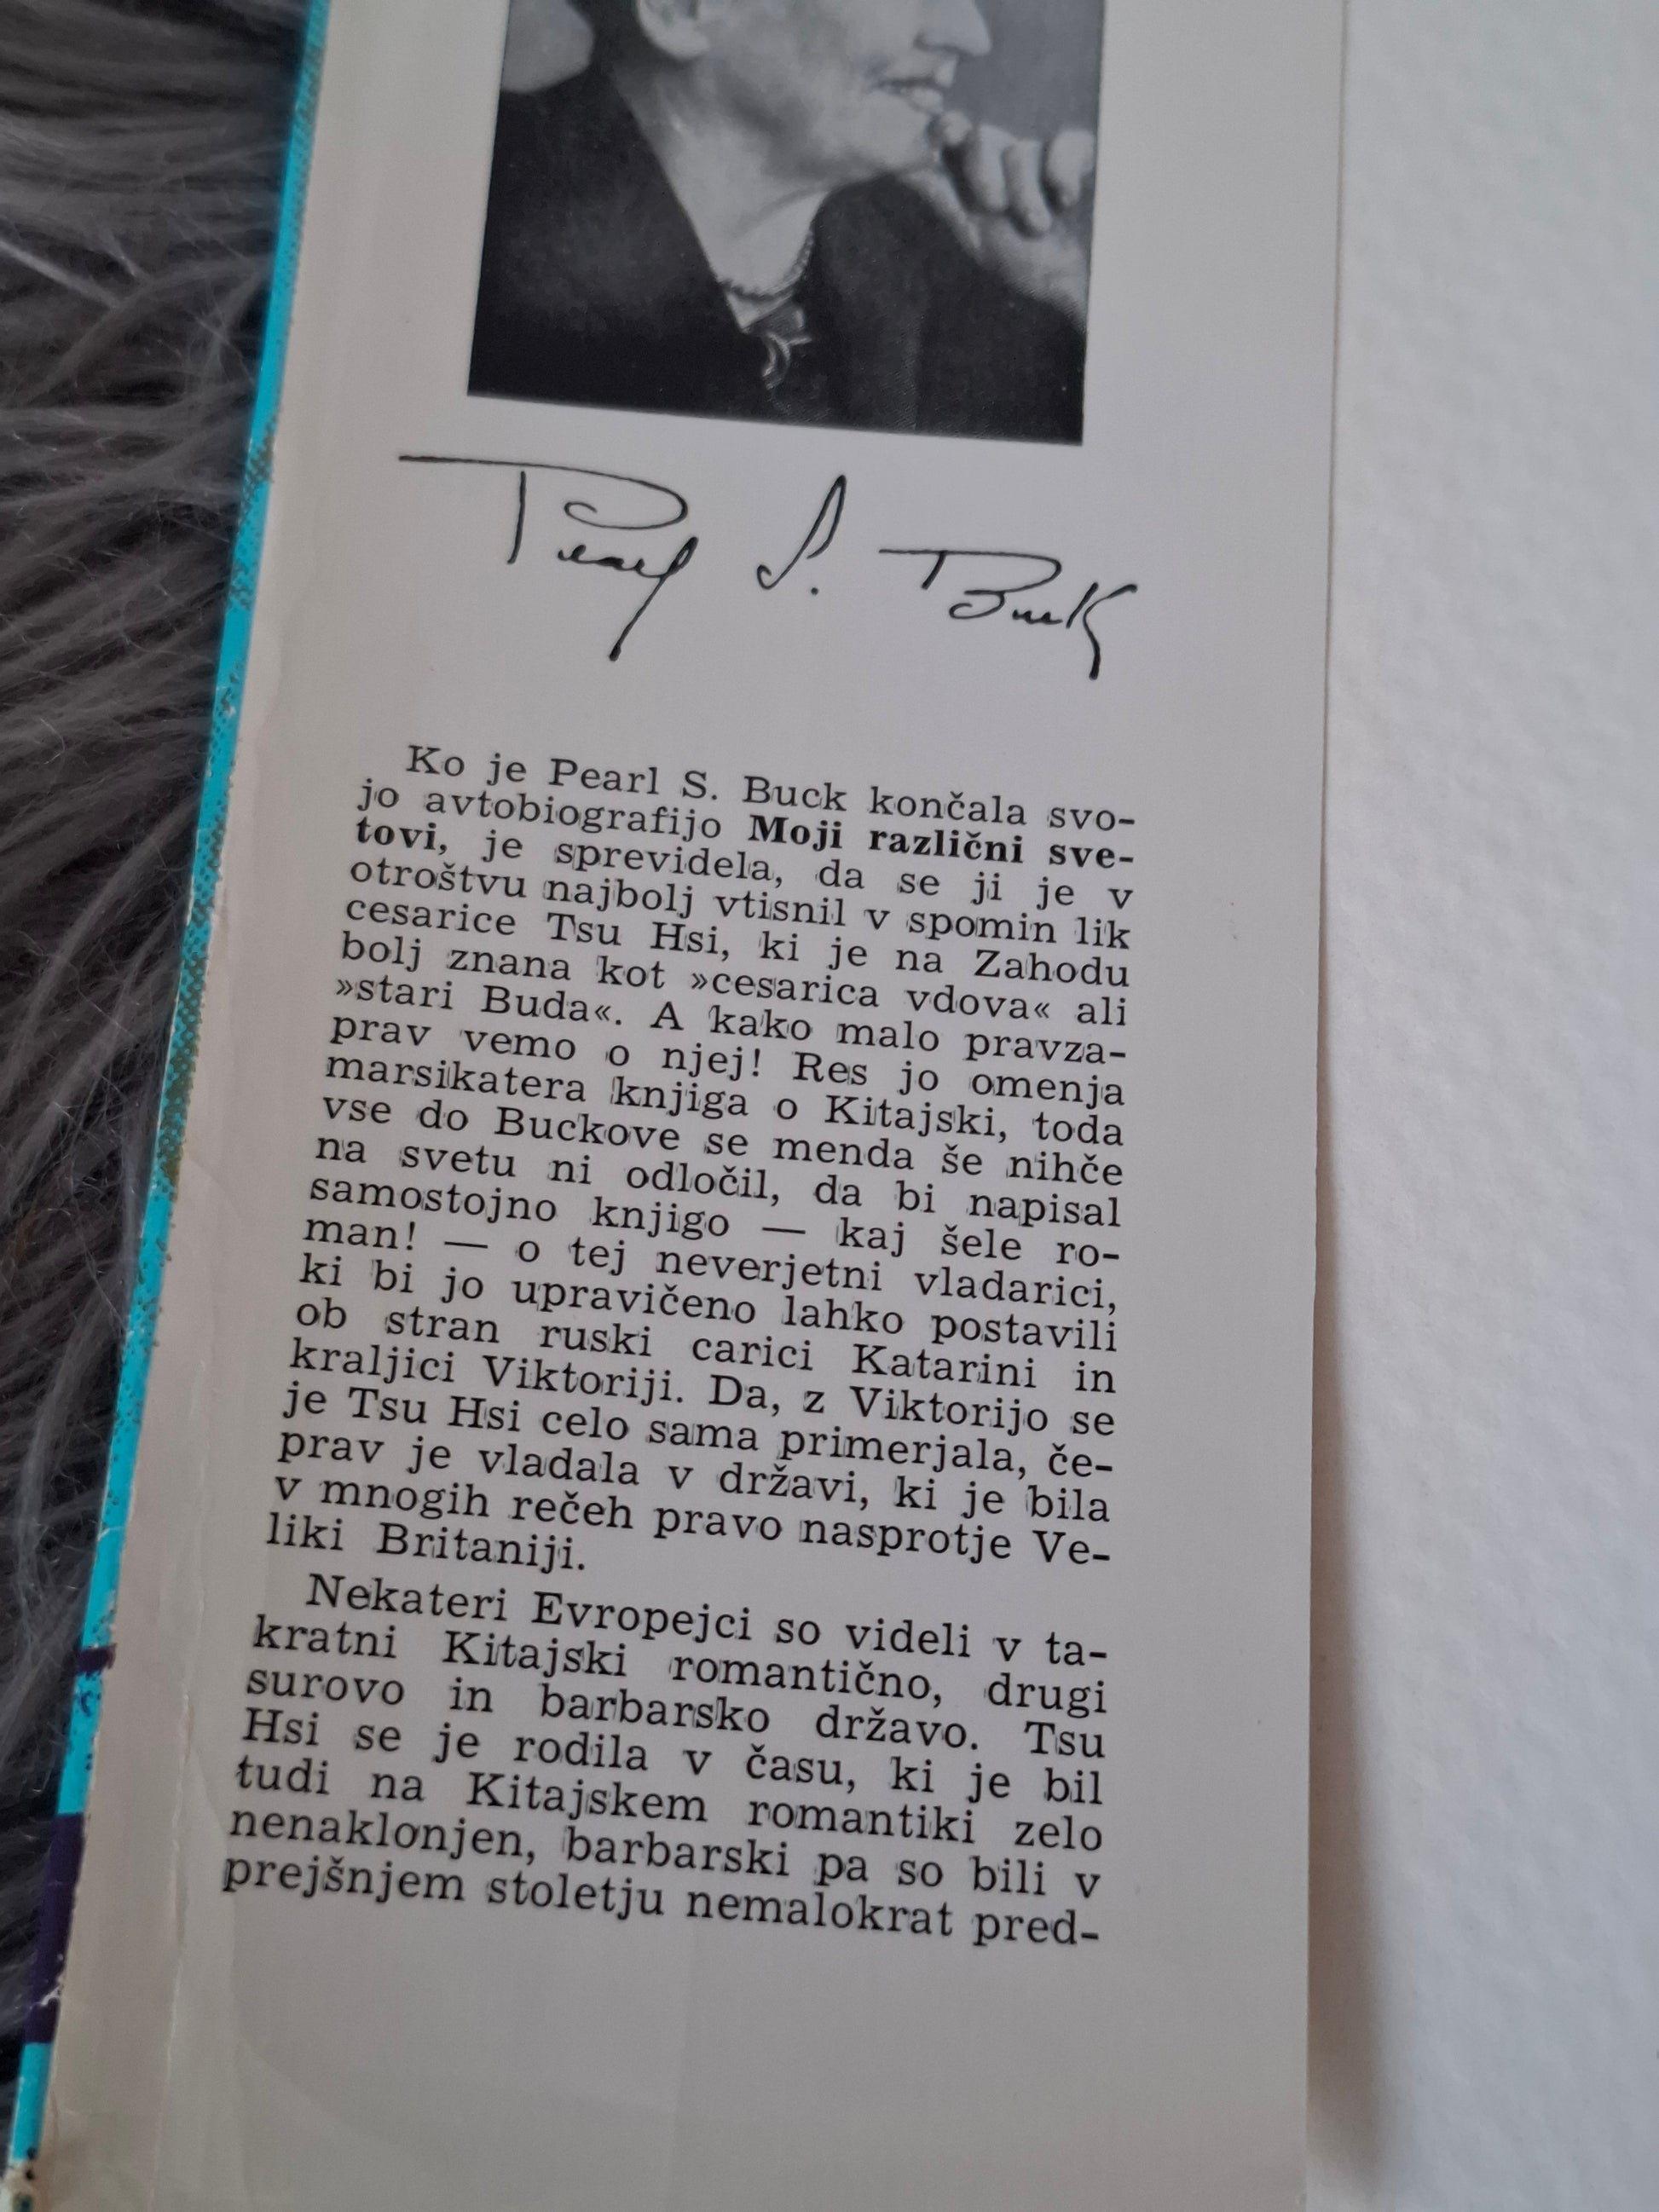 Pearl S. Buck
Ko je Pearl S. Buck končala svo-
jo avtobiografijo Moji različni sve-
tovi, je sprevidela, da se ji je v
otroštvu najbolj vtisnil v spomin lik
cesarice Tsu Hsi, ki je na Zahodu
bolj znana kot »cesarica vdova« ali
»stari Buda«. A kako malo pravza-
prav vemo o njej! Res jo omenja
marsikatera knjiga o Kitajski, toda
vse do Buckove se menda še nihče
na svetu ni odločil, da bi napisal
samostojno knjigo — kaj šele ro-
man! — o tej neverjetni vladarici,
ki bi jo upravičeno lahko postavili
ob stran ruski carici Katarini in
kraljici Viktoriji. Da, z Viktorijo se
je Tsu Hsi celo sama primerjala, če-
prav je vladala v državi, ki je bila
v mnogih rečeh pravo nasprotje Ve-
liki Britaniji.
Nekateri Evropejci so videli v ta-
kratni Kitajski romantično, drugi
surovo in barbarsko državo. Tsu
Hsi se je rodila v času, ki je bil
tudi na Kitajskem romantiki zelo
nenaklonjen, barbarski pa so bili v
prejšnjem stoletju nemalokrat pred-